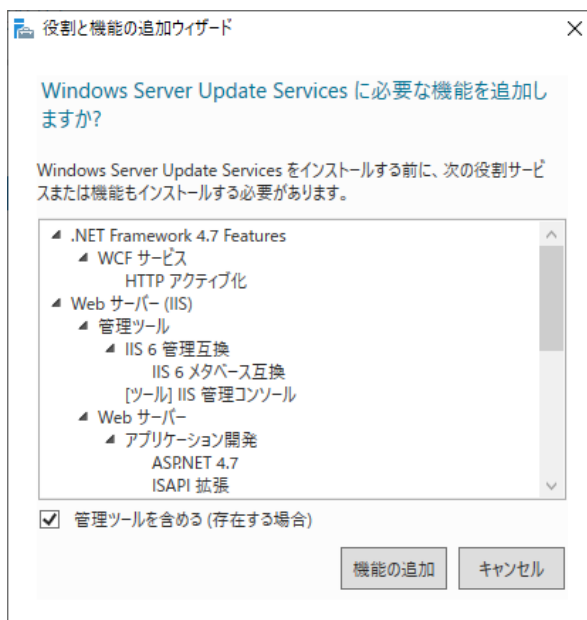 役割と機能の追加ウィザード
Windows Server Update Services に必要な機能を追加し
ますか?
Windows Server Update Services をインストールする前に、次の役割サービ
スまたは機能もインストールする必要があります。
.NET Framework 4.7 Features
WCF サービス
HTTP アクティブ化
Web サーバー (IIS)
管理ツール
IIS 6 管理互換
IIS 6 メタベース互換
[ツール] IIS 管理コンソール
Web サーバー
アプリケーション開発
ASP.NET 4.7
ISAPI 拡張
管理ツールを含める (存在する場合)
機能の追加
キャンセル